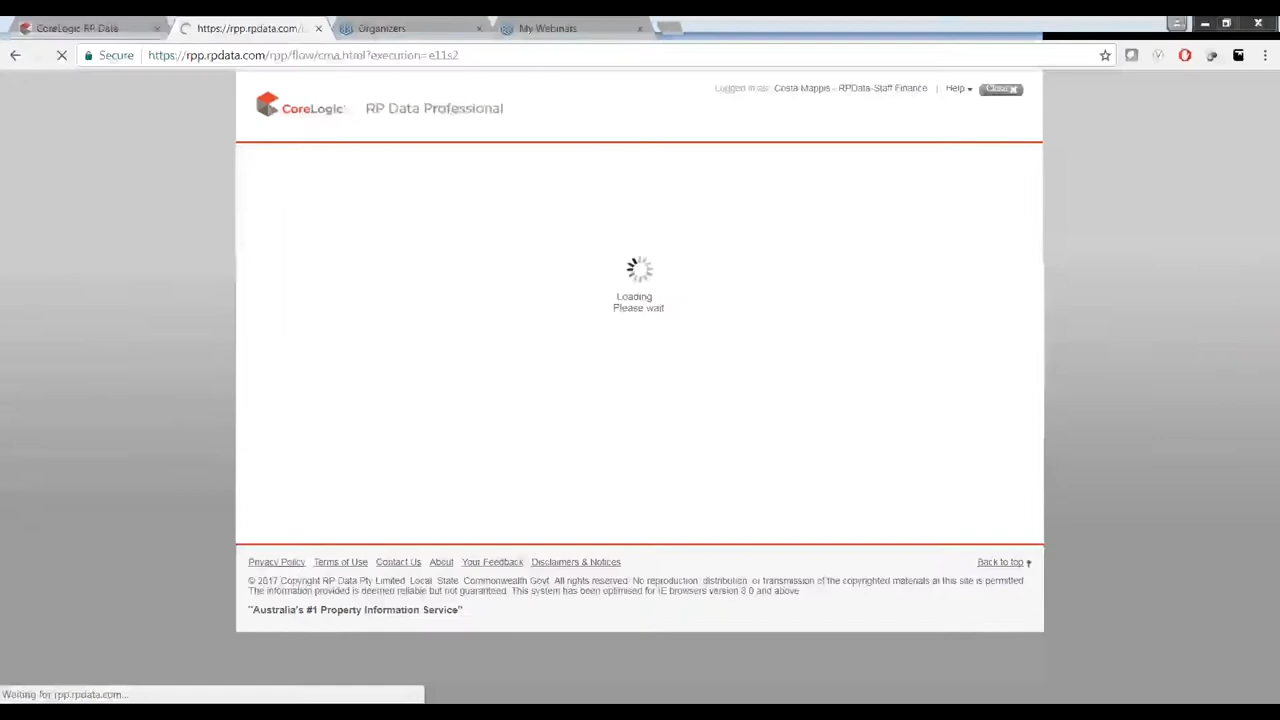 CoreLogic RP Data
https://rpp.rpdata.com/
Organizers
My Webinars
Secure
https://rpp.rpdata.com/rpp/flow/cma.html?execution=e11s2
CoreLogic
RP Data Professional
Logged in as: Costa Mappis - RPData-Staff Finance | Help
Close
Loading
Please wait
Privacy Policy Terms of Use Contact Us About Your Feedback Disclaimers & Notices
Back to top
© 2017 Copyright RP Data Pty Limited, Local, State, Commonwealth Govt. All rights reserved. No reproduction, distribution, or transmission of the copyrighted materials at this site is permitted.
The information provided is deemed reliable but not guaranteed. This system has been optimised for IE browsers version 8.0 and above
"Australia's #1 Property Information Service"
Waiting for rpp.rpdata.com...